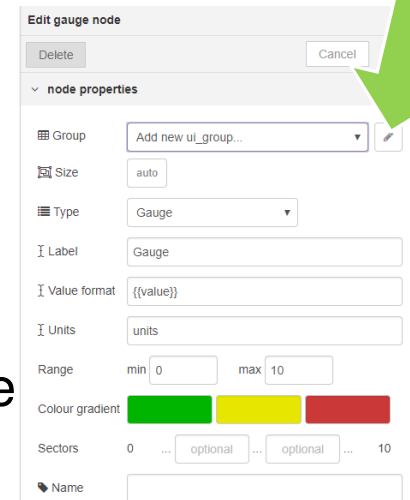 Edit gauge node
Delete Cancel
node properties
Group Add new ui_group...
Size auto
Type Gauge
Label Gauge
Value format {{value}}
Units units
Range min 0 max 10
e
Colour gradient
Sectors 0 ... optional ... optional ... 10
Name